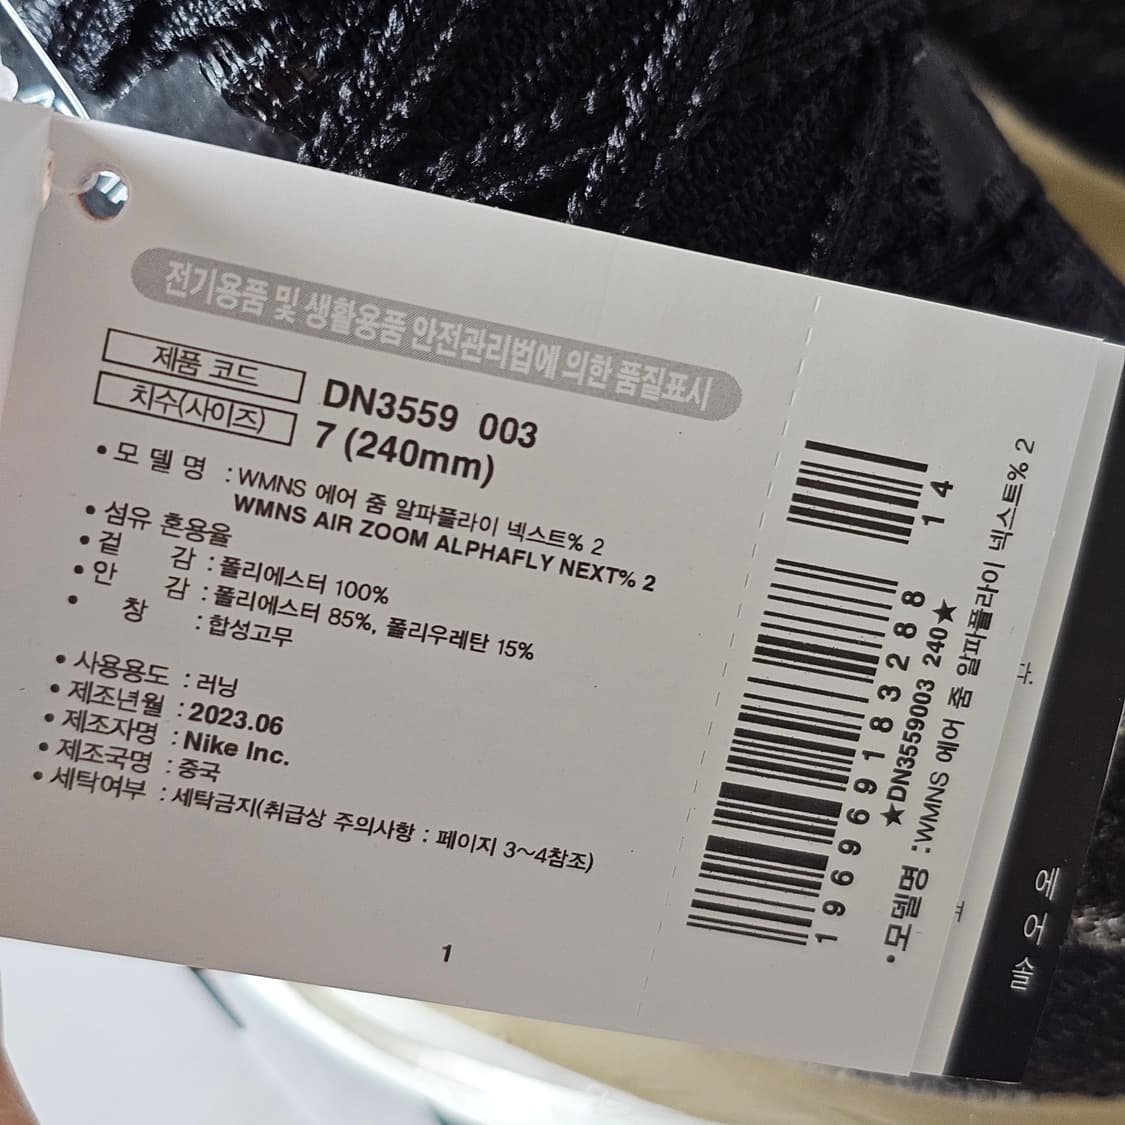 전기용품 및 생활용품 안전관리법에 의한 품질표시
제품 코드 DN3559 003
치수(사이즈) 7 (240mm)
• 모 델 명 : WMNS 에어 줌 알파플라이 넥스트% 2
WMNS AIR ZOOM ALPHAFLY NEXT% 2
• 섬유 혼용율
• 겉 감 : 폴리에스터 100%
• 안 감 : 폴리에스터 85%, 폴리우레탄 15%
• 창 : 합성고무
• 사용용도 : 러닝
• 제조년월 : 2023.06
• 제조자명 : Nike Inc.
• 제조국명 : 중국
• 세탁여부 : 세탁금지(취급상 주의사항 : 페이지 3~4참조)
1
1 96969 18328 8 14
★DN3559003 240★
• 모델명 : WMNS 에어 줌 알파플라이 넥스트% 2
다.
에 어 솔